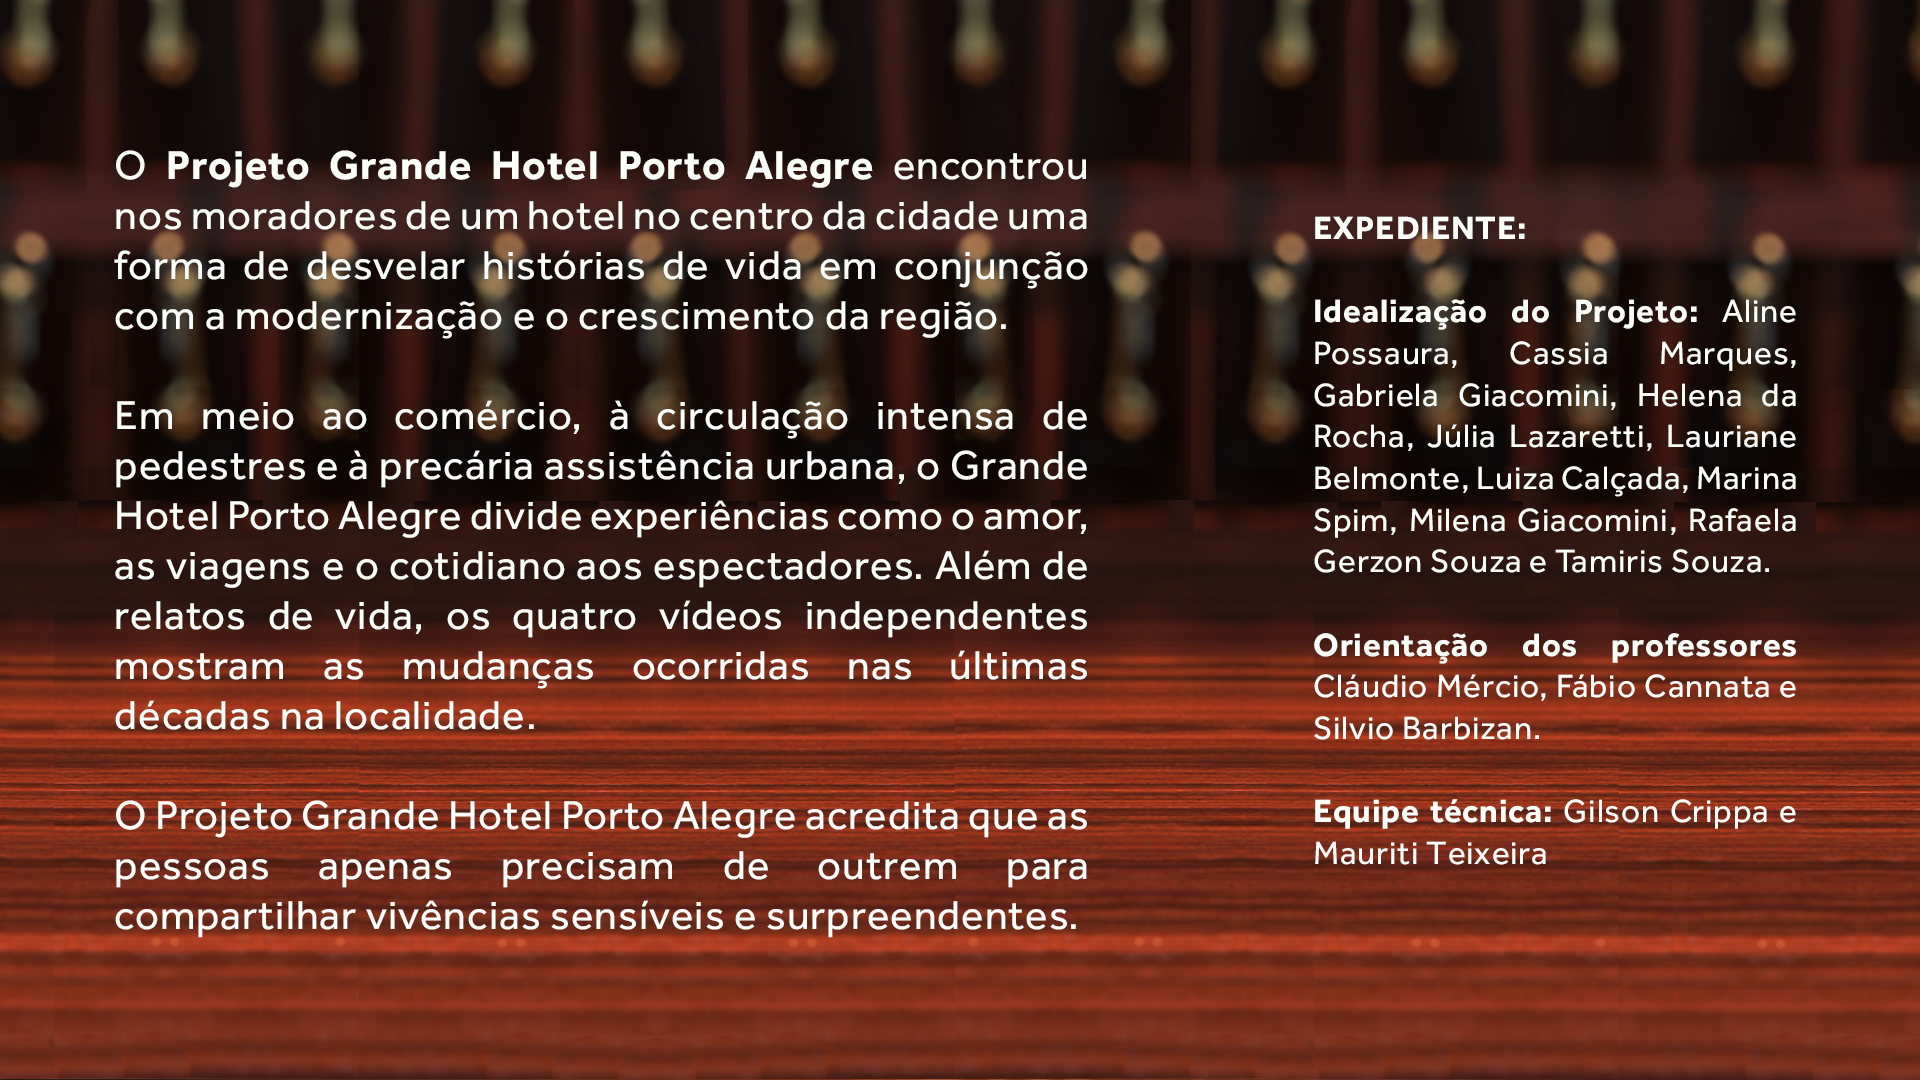 O Projeto Grande Hotel Porto Alegre encontrou
nos moradores de um hotel no centro da cidade uma
forma de desvelar histórias de vida em conjunção
com a modernização e o crescimento da região.
Em meio ao comércio, à circulação intensa de
pedestres e à precária assistência urbana, o Grande
Hotel Porto Alegre divide experiências como o amor,
as viagens e o cotidiano aos espectadores. Além de
relatos de vida, os quatro vídeos independentes
mostram as mudanças ocorridas nas últimas
décadas na localidade.
O Projeto Grande Hotel Porto Alegre acredita que as
pessoas apenas precisam de outrem para
compartilhar vivências sensíveis e surpreendentes.
EXPEDIENTE:
Idealização do Projeto: Aline
Possaura, Cassia Marques,
Gabriela Giacomini, Helena da
Rocha, Júlia Lazaretti, Lauriane
Belmonte, Luiza Calçada, Marina
Spim, Milena Giacomini, Rafaela
Gerzon Souza e Tamiris Souza.
Orientação dos professores
Cláudio Mércio, Fábio Cannata e
Silvio Barbizan.
Equipe técnica: Gilson Crippa e
Mauriti Teixeira